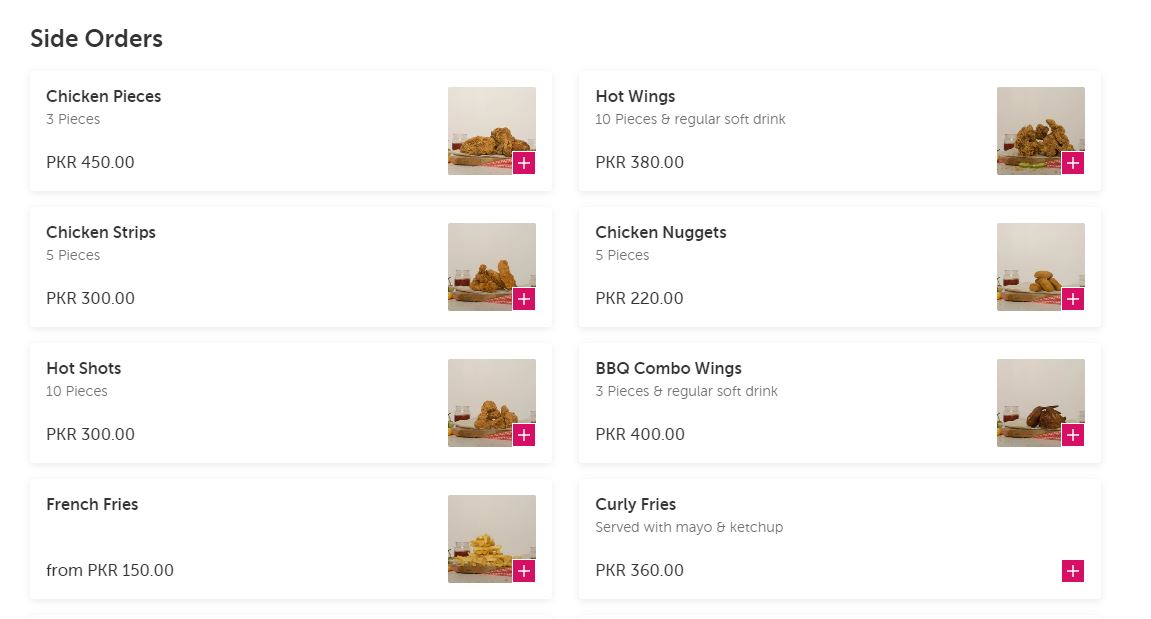 Side Orders
Chicken Pieces
3 Pieces
PKR 450.00
Hot Wings
10 Pieces & regular soft drink
PKR 380.00
Chicken Strips
5 Pieces
PKR 300.00
Chicken Nuggets
5 Pieces
PKR 220.00
Hot Shots
10 Pieces
PKR 300.00
BBQ Combo Wings
3 Pieces & regular soft drink
PKR 400.00
French Fries
from PKR 150.00
Curly Fries
Served with mayo & ketchup
PKR 360.00